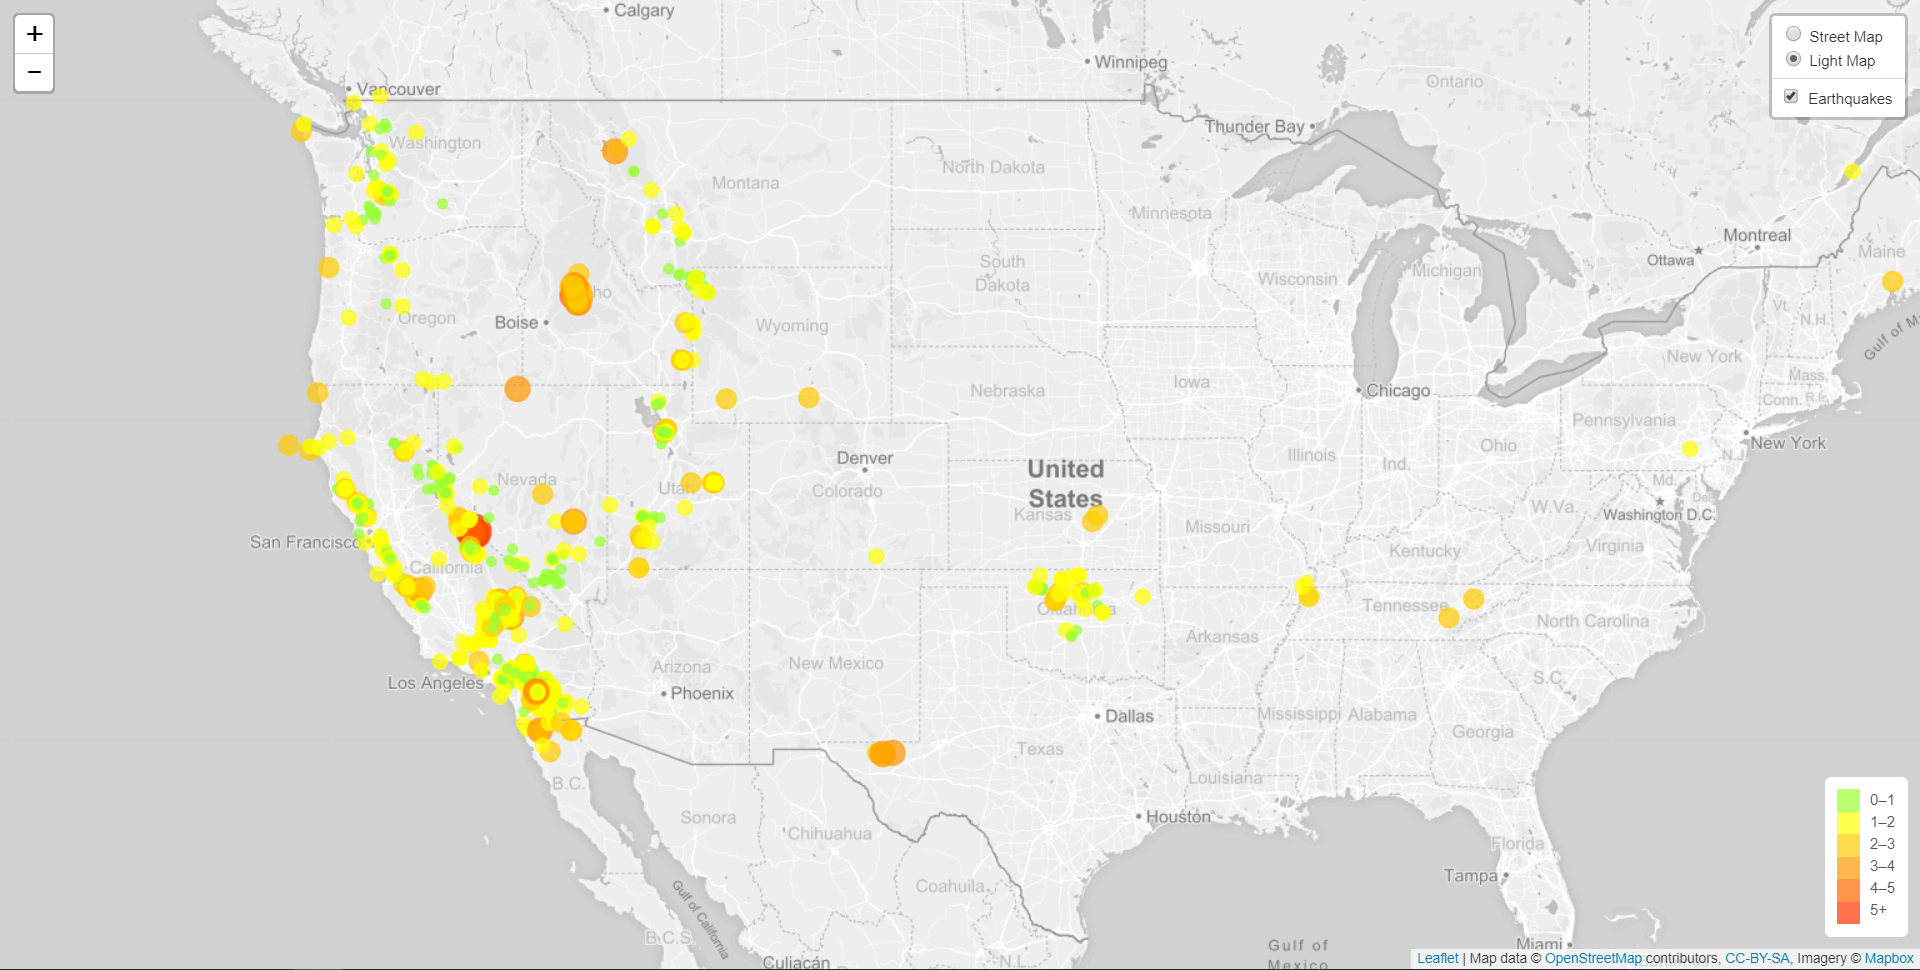 +
−
Calgary
Vancouver
Winnipeg
Ontario
Street Map
Light Map
Earthquakes
Washington
Thunder Bay
North Dakota
Montana
Minnesota
Montreal
Ottawa
Maine
South
Dakota
Wisconsin
Michigan
Vt.
N.H.
Oregon
Boise
Wyoming
New York
Mass.
Gulf of M
Nebraska
Iowa
Chicago
Conn.
R.I.
Pennsylvania
New York
Denver
United
States
Illinois
Ind.
Ohio
N.J.
Nevada
Utah
Colorado
Kansas
Missouri
W.Va.
Md.
Del
Washington D.C.
San Francisco
California
Kentucky
Virginia
Oklahoma
Tennessee
North Carolina
Arkansas
Arizona
New Mexico
Los Angeles
Phoenix
S.C.
Dallas
Mississippi
Alabama
Georgia
Texas
Louisiana
B.C.
Sonora
Chihuahua
Houston
Florida
Coahuila
Tampa
Gulf of California
B.C.S.
Culiacán
N.L.
Gulf of
Mexico
Miami
0–1
1–2
2–3
3–4
4–5
5+
Leaflet | Map data © OpenStreetMap contributors, CC-BY-SA, Imagery © Mapbox